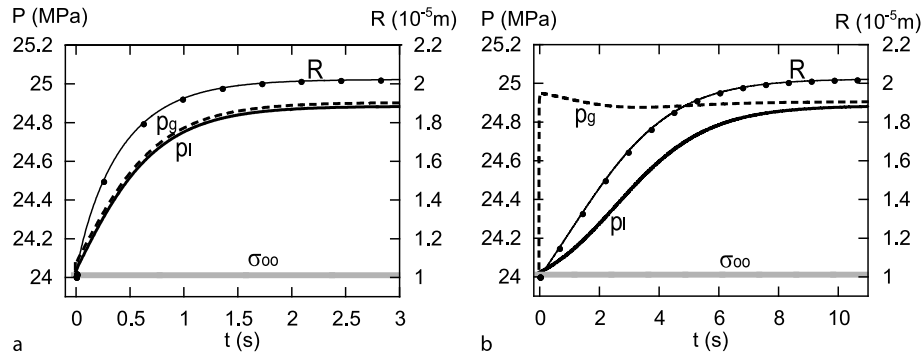 P (MPa) R (10⁻⁵m) P (MPa) R (10⁻⁵m)
25.2 2.2 25.2 2.2
25 R 2 25 R 2
24.8 pg 1.8 24.8 pg 1.8
pl
24.6 1.6 24.6 1.6
24.4 1.4 24.4 1.4
24.2 1.2 24.2 pl 1.2
σoo σoo
24 1 24 1
0 0.5 1 1.5 2 2.5 3 0 2 4 6 8 10
a t (s) b t (s)